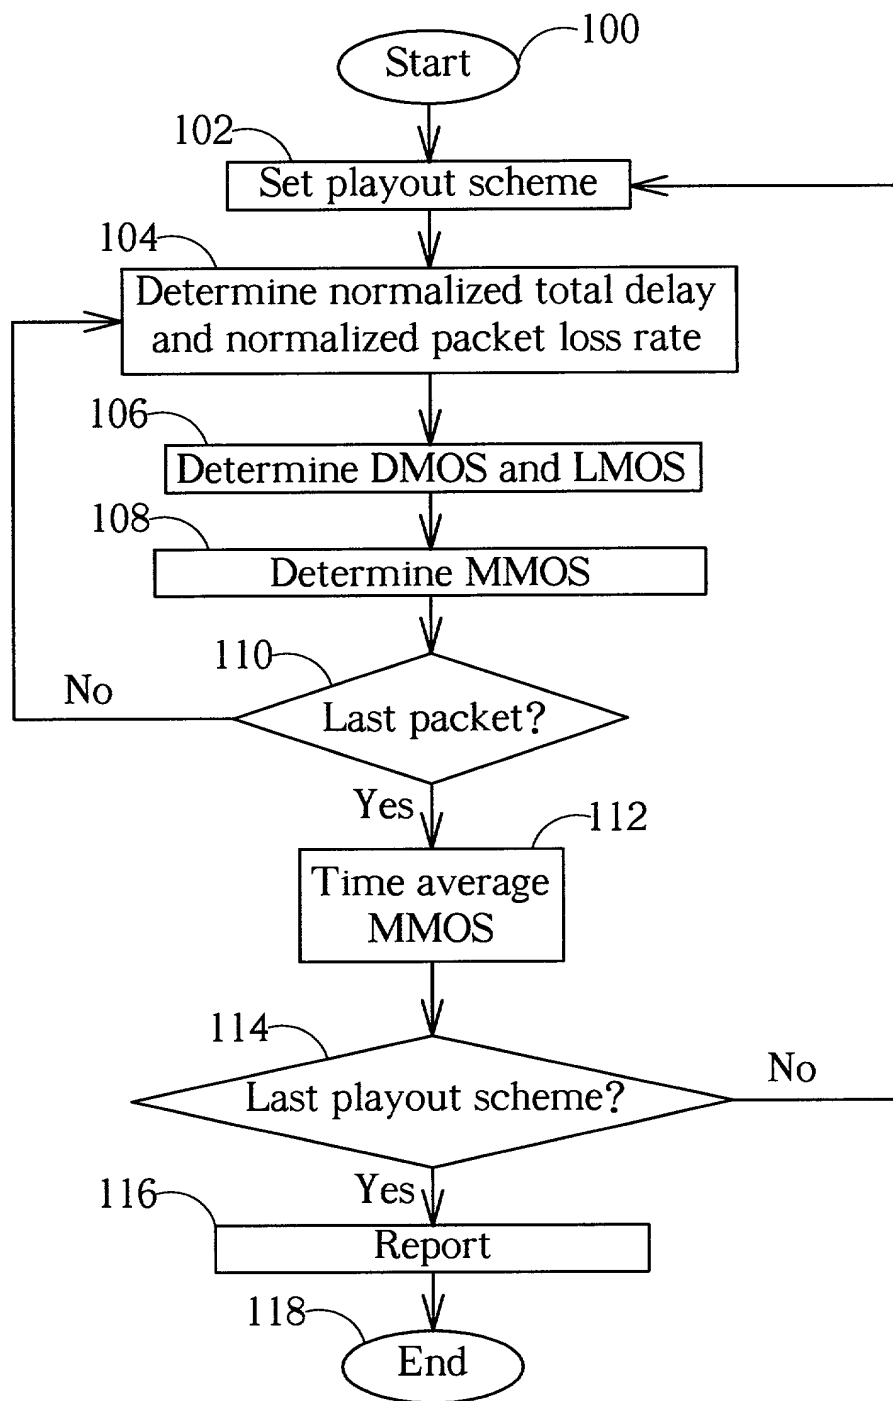 100
Start
102
Set playout scheme
104
Determine normalized total delay
and normalized packet loss rate
106
Determine DMOS and LMOS
108
Determine MMOS
110
No
Last packet?
Yes
112
Time average
MMOS
114
No
Last playout scheme?
Yes
116
Report
118
End